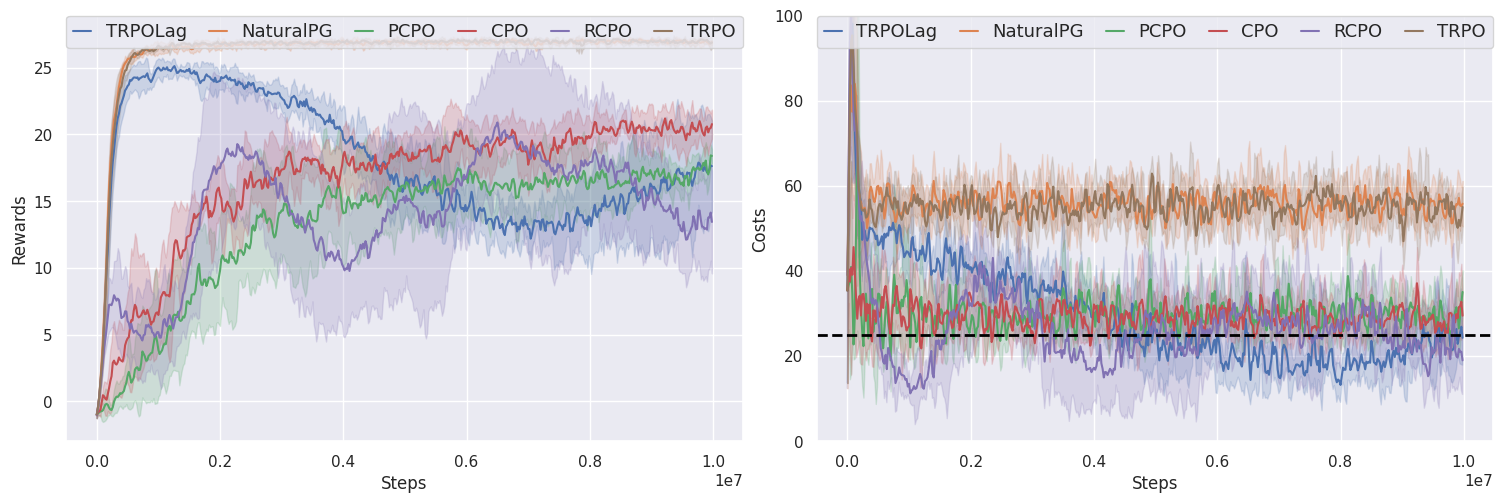 TRPOLag NaturalPG PCPO CPO RCPO TRPO
25
20
15
10
5
0
Rewards
0.0 0.2 0.4 0.6 0.8 1.0
1e7
Steps
TRPOLag NaturalPG PCPO CPO RCPO TRPO
100
80
60
40
20
0
Costs
0.0 0.2 0.4 0.6 0.8 1.0
1e7
Steps